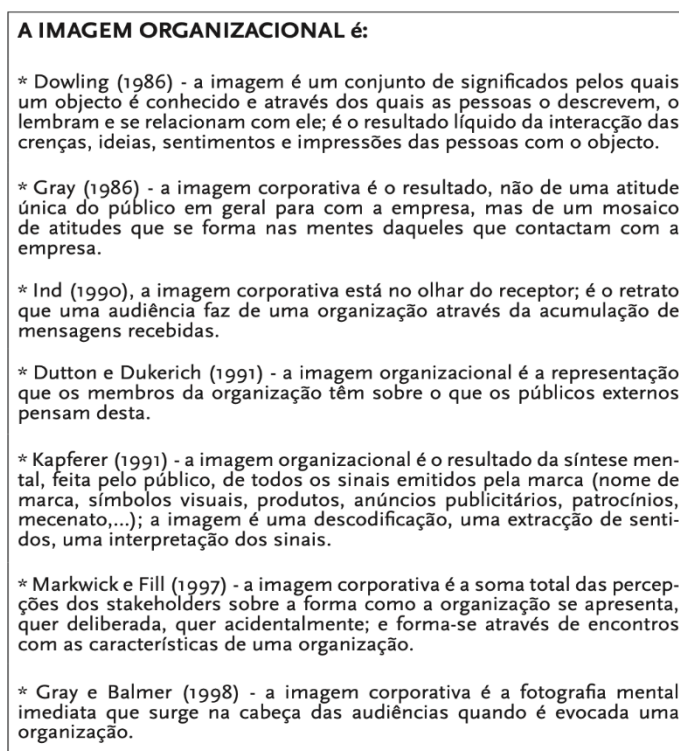 A IMAGEM ORGANIZACIONAL é:
* Dowling (1986) - a imagem é um conjunto de significados pelos quais
um objecto é conhecido e através dos quais as pessoas o descrevem, o
lembram e se relacionam com ele; é o resultado líquido da interacção das
crenças, ideias, sentimentos e impressões das pessoas com o objecto.
* Gray (1986) - a imagem corporativa é o resultado, não de uma atitude
única do público em geral para com a empresa, mas de um mosaico
de atitudes que se forma nas mentes daqueles que contactam com a
empresa.
* Ind (1990), a imagem corporativa está no olhar do receptor; é o retrato
que uma audiência faz de uma organização através da acumulação de
mensagens recebidas.
* Dutton e Dukerich (1991) - a imagem organizacional é a representação
que os membros da organização têm sobre o que os públicos externos
pensam desta.
* Kapferer (1991) - a imagem organizacional é o resultado da síntese men-
tal, feita pelo público, de todos os sinais emitidos pela marca (nome de
marca, símbolos visuais, produtos, anúncios publicitários, patrocínios,
mecenato,...); a imagem é uma descodificação, uma extracção de senti-
dos, uma interpretação dos sinais.
* Markwick e Fill (1997) - a imagem corporativa é a soma total das percep-
ções dos stakeholders sobre a forma como a organização se apresenta,
quer deliberada, quer acidentalmente; e forma-se através de encontros
com as características de uma organização.
* Gray e Balmer (1998) - a imagem corporativa é a fotografia mental
imediata que surge na cabeça das audiências quando é evocada uma
organização.